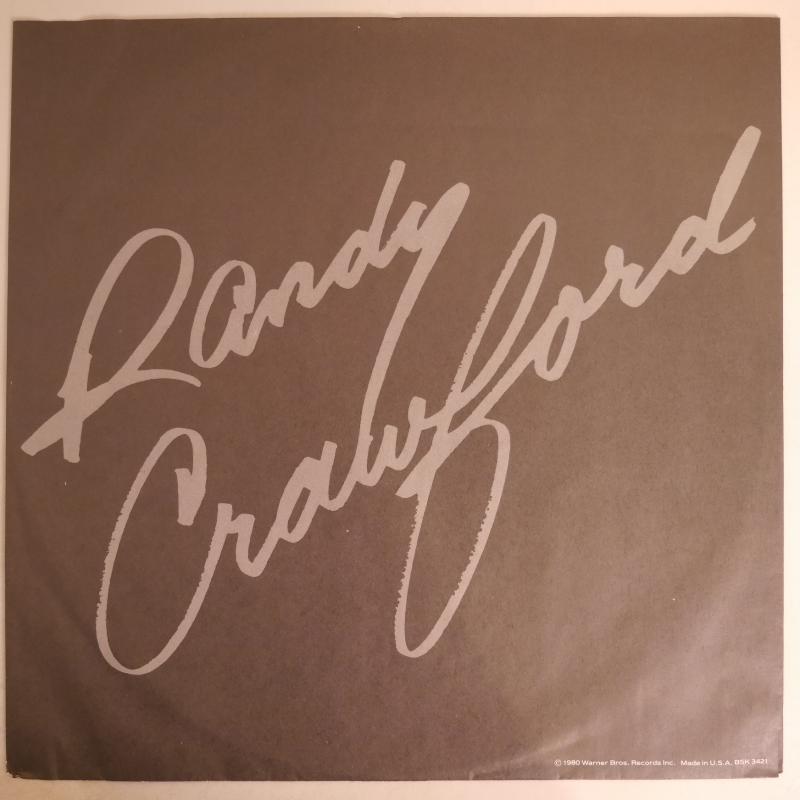 Randy
Crawford
© 1980 Warner Bros. Records Inc. Made in U.S.A. BSK 3421